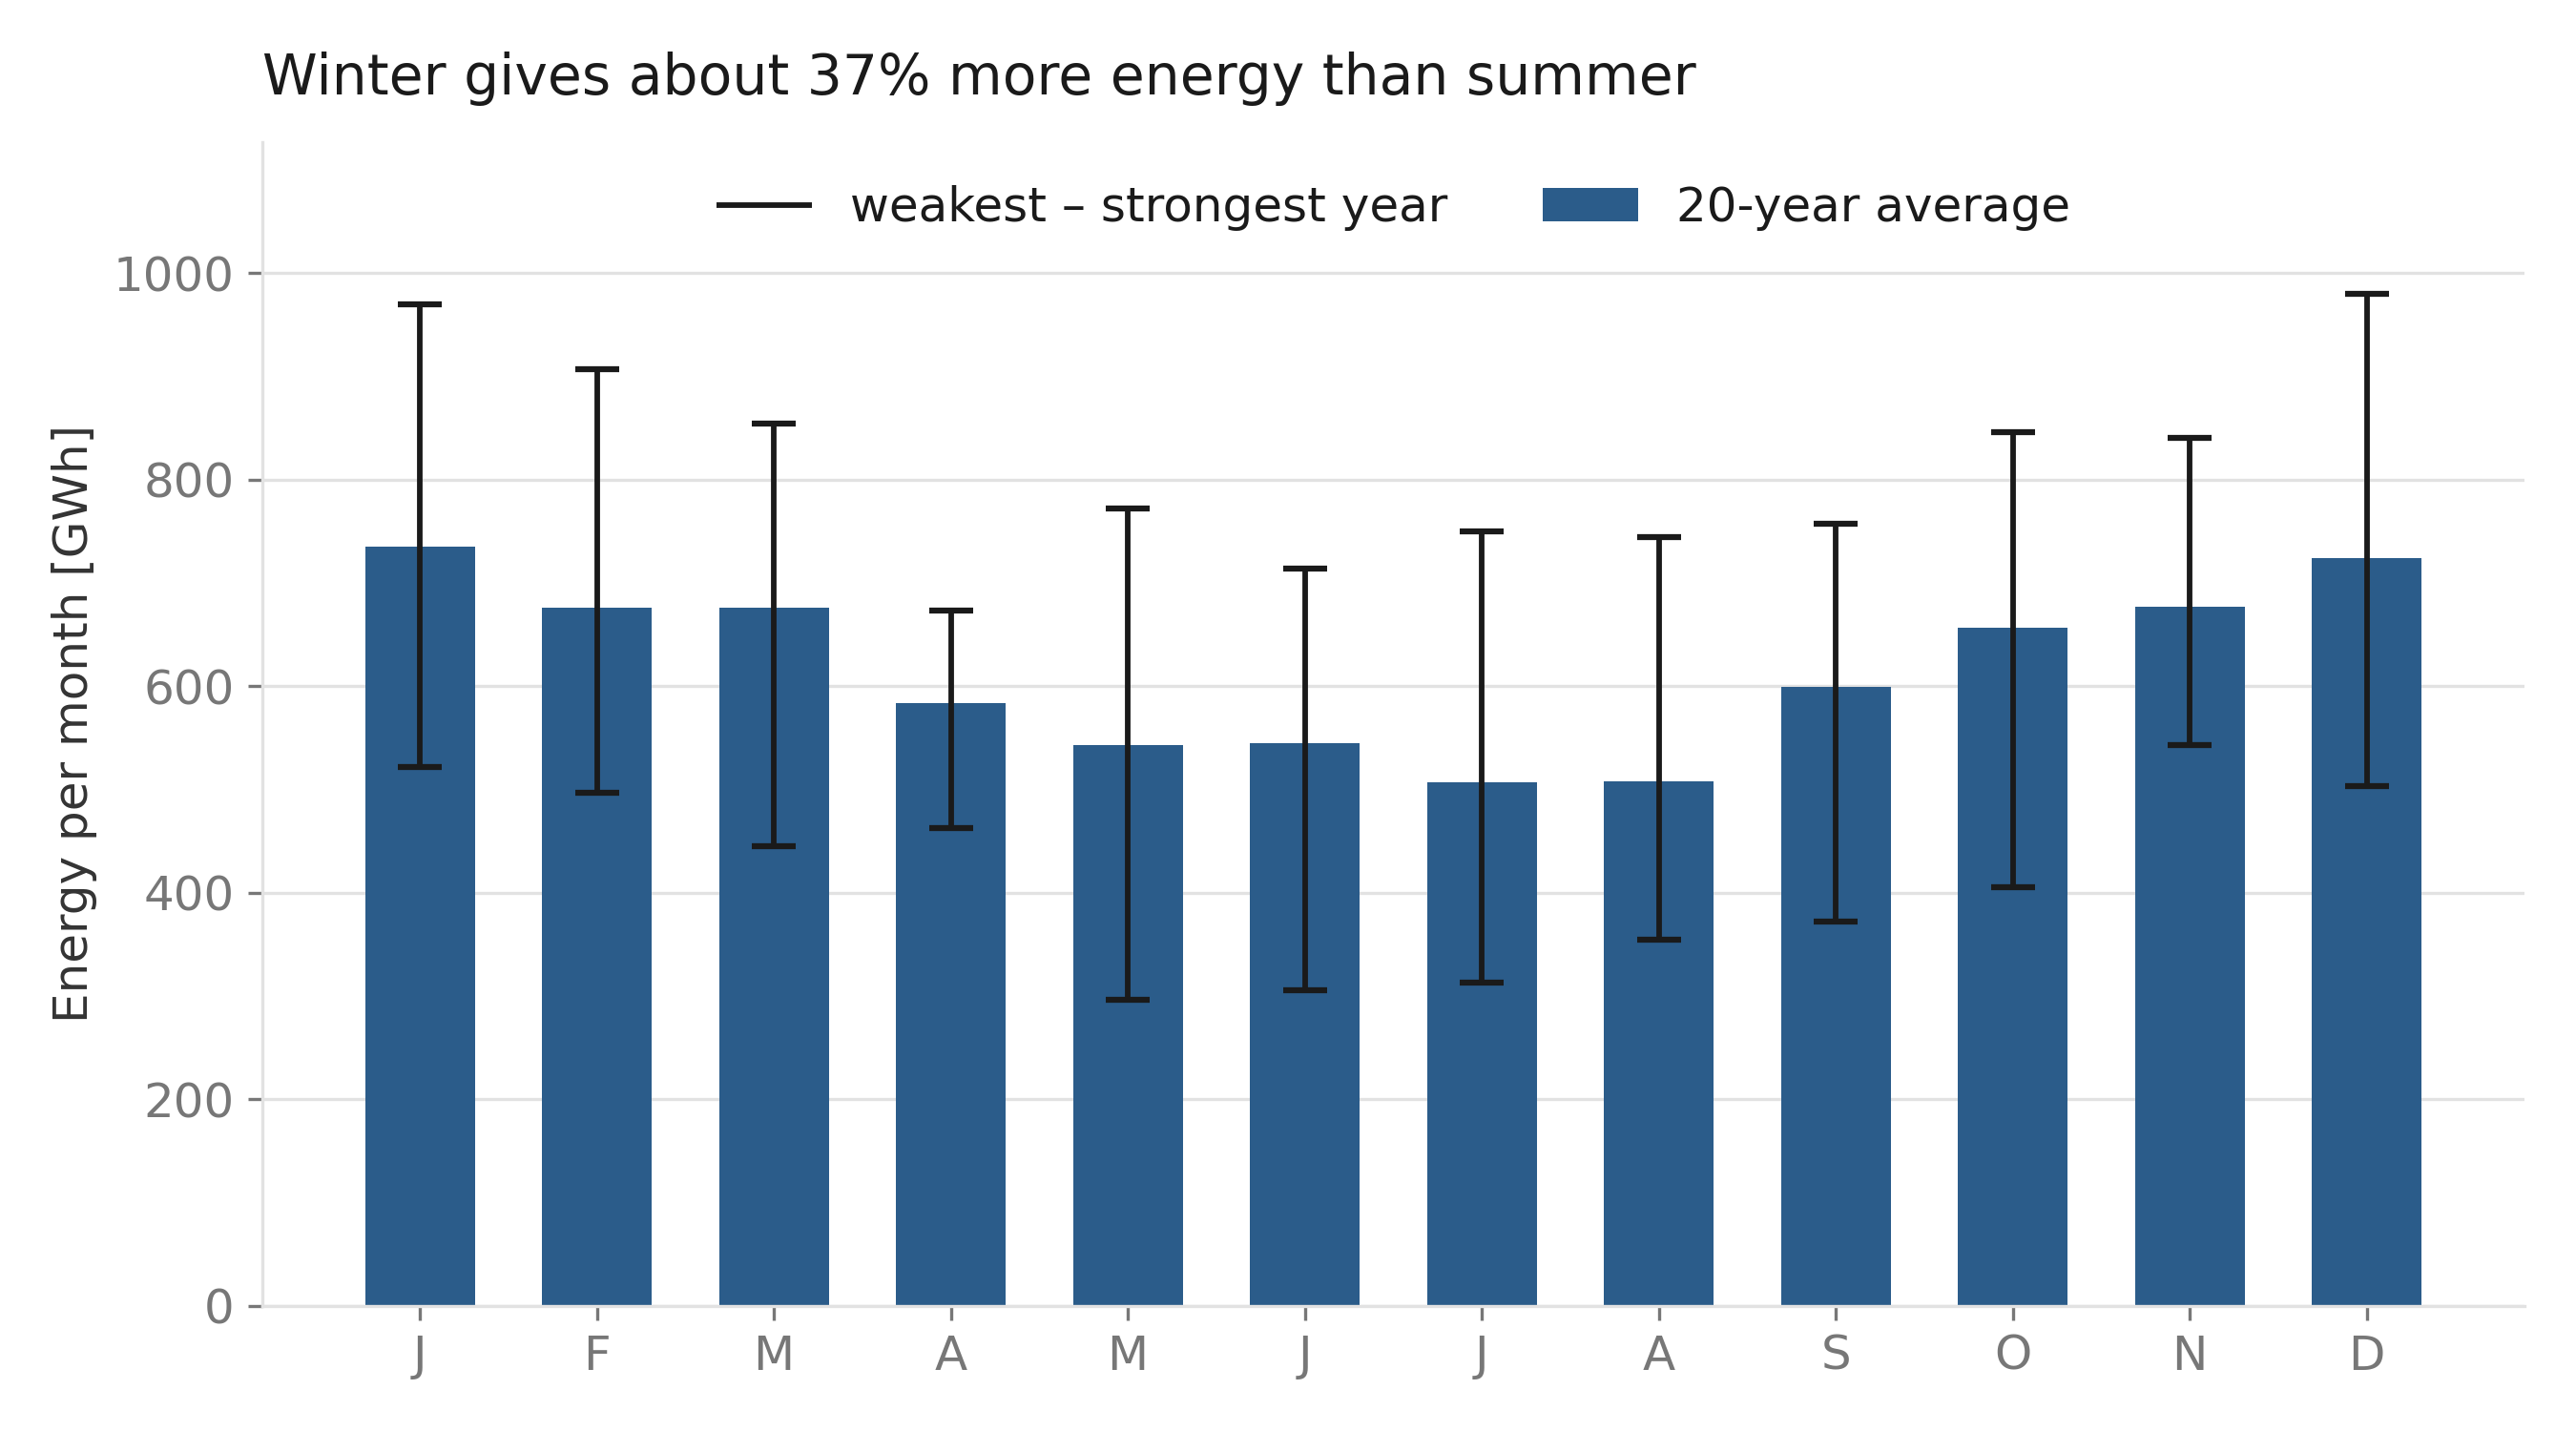 Winter gives about 37% more energy than summer
weakest – strongest year
20-year average
Energy per month [GWh]
1000
800
600
400
200
0
J F M A M J J A S O N D